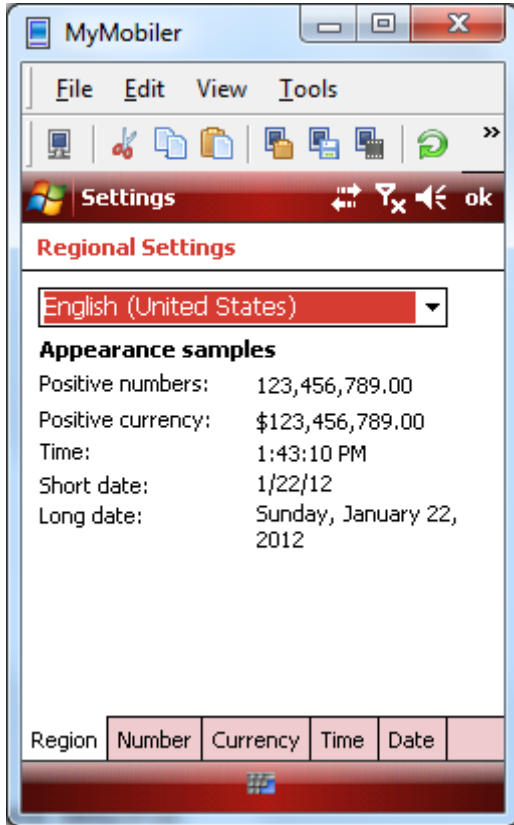 MyMobiler
File Edit View Tools
»
Settings ok
Regional Settings
English (United States)
Appearance samples
Positive numbers: 123,456,789.00
Positive currency: $123,456,789.00
Time: 1:43:10 PM
Short date: 1/22/12
Long date: Sunday, January 22,
2012
Region Number Currency Time Date